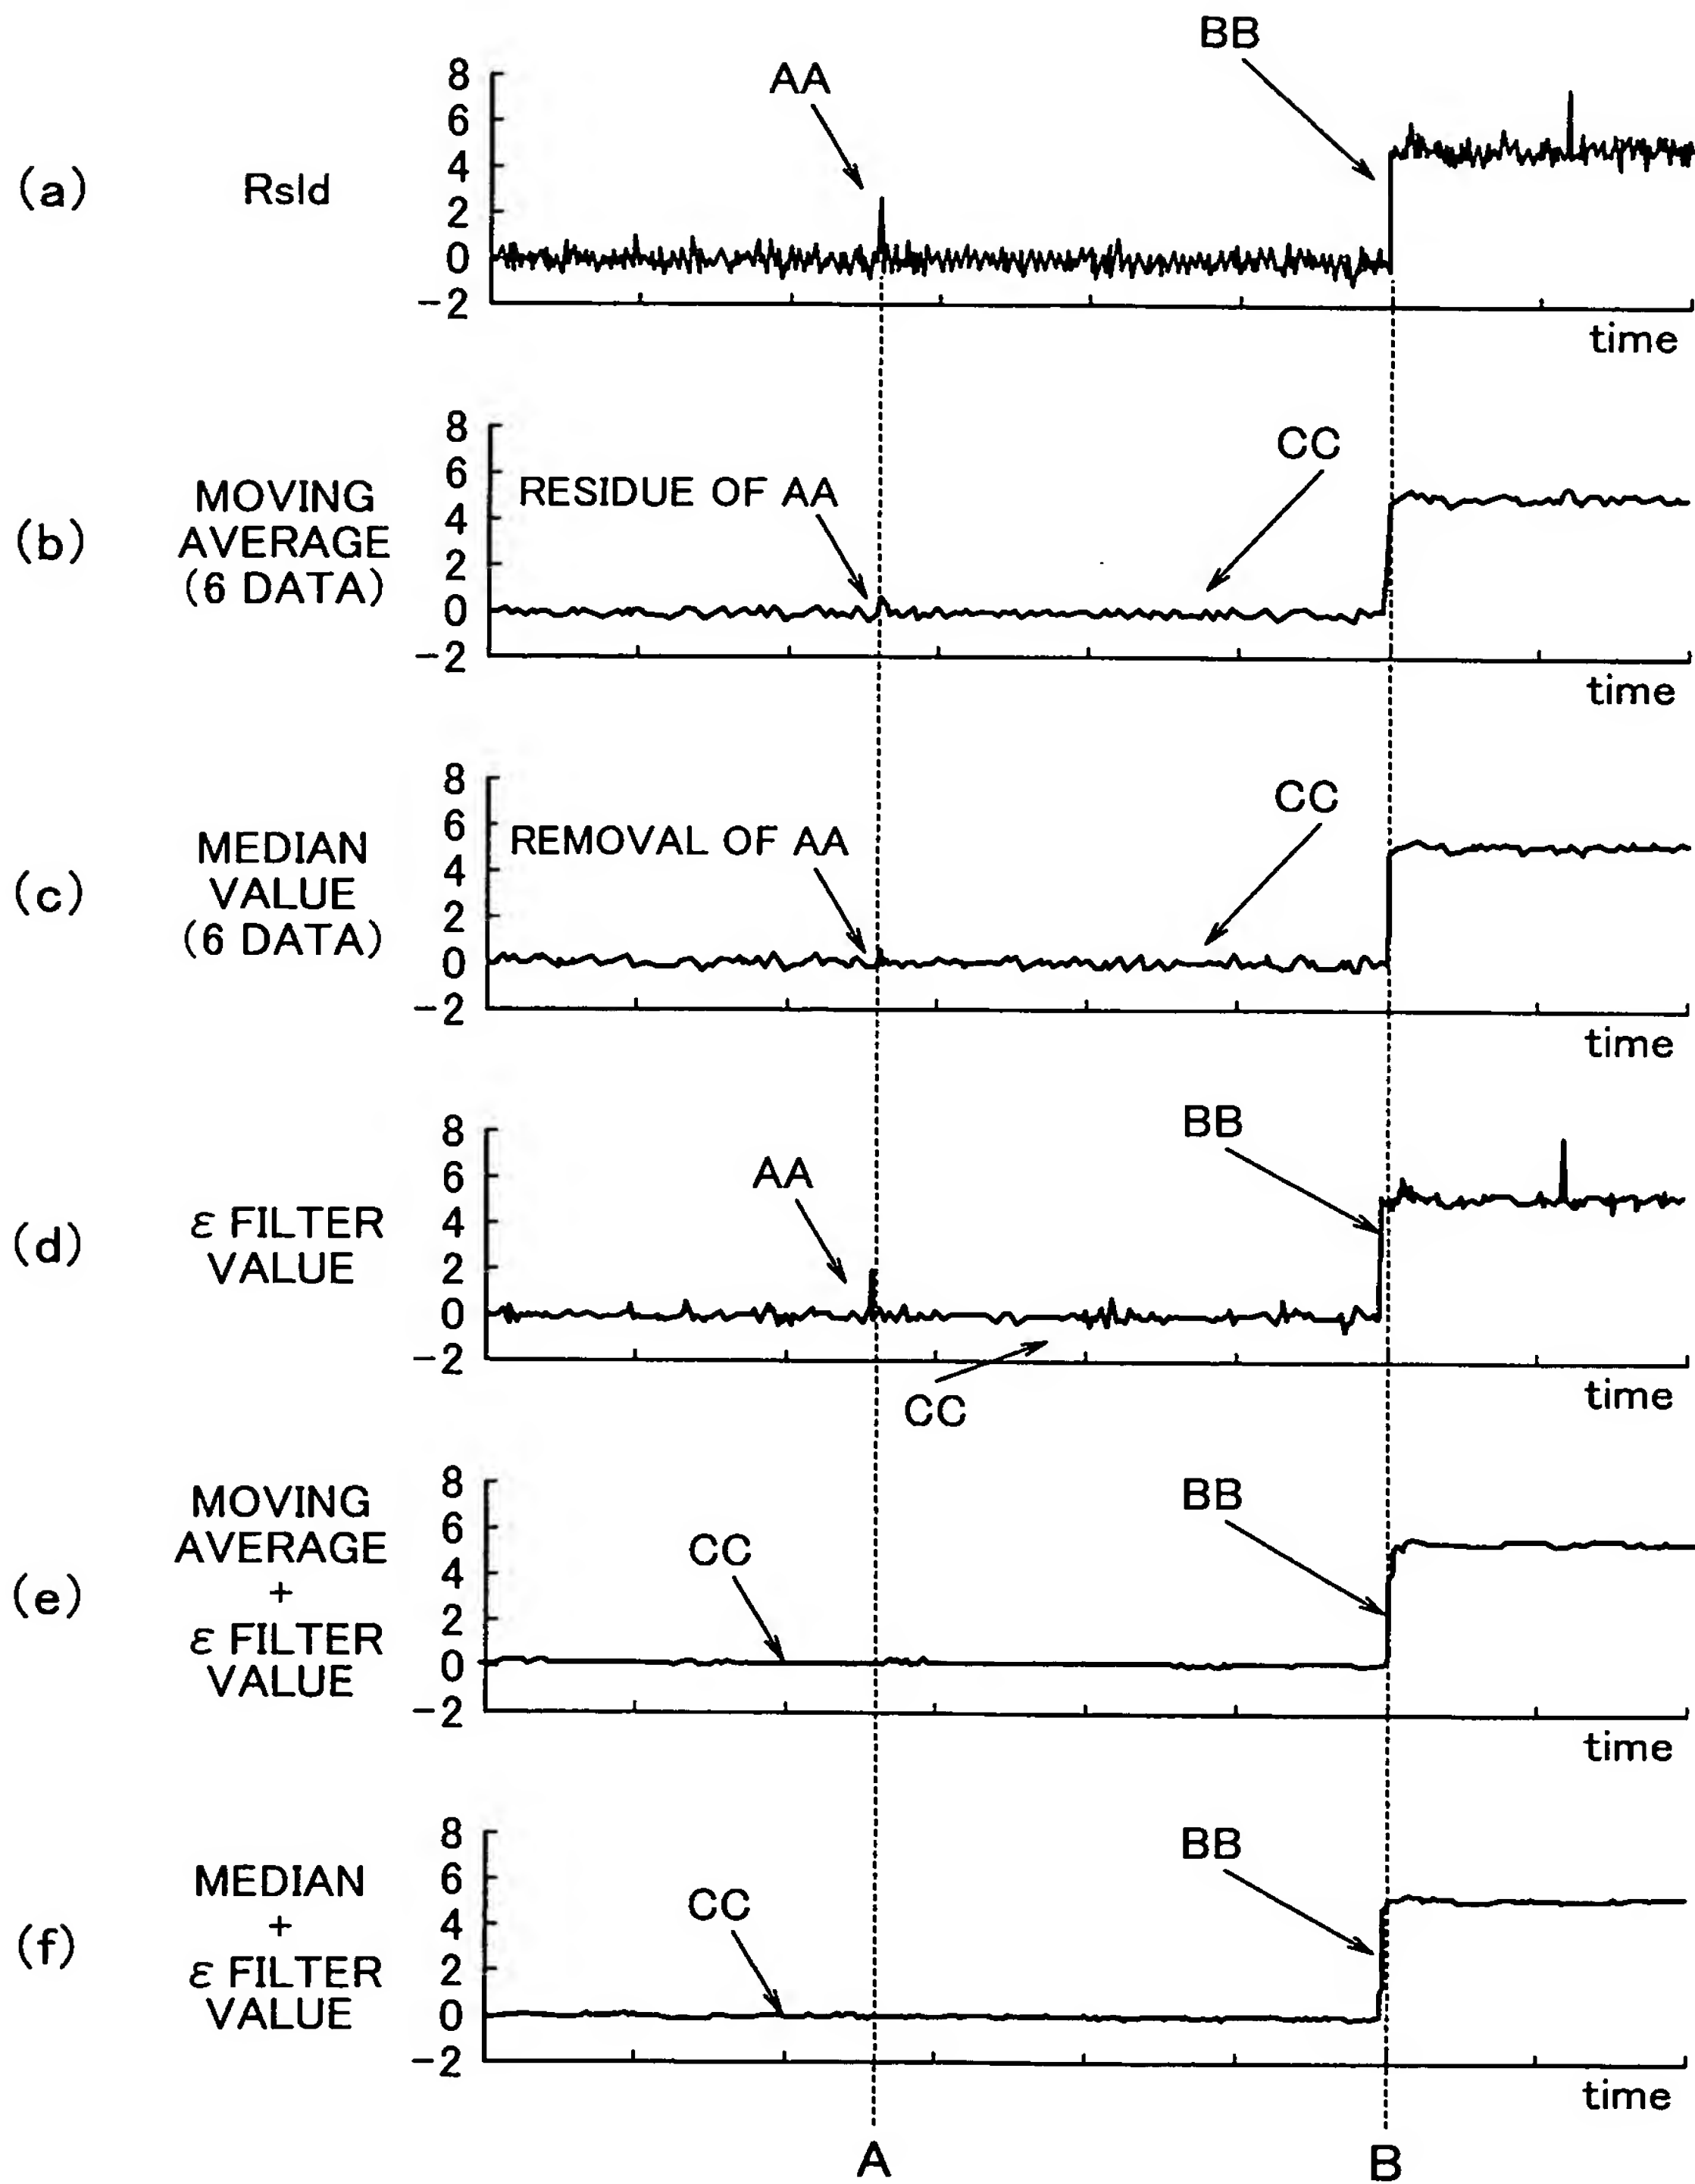 BB
AA
8
6
(a) Rsld 4
2
0
-2
time
8
CC
6
MOVING RESIDUE OF AA
4
(b) AVERAGE
2
(6 DATA)
0
-2
time
8
CC
6
MEDIAN REMOVAL OF AA
4
(c) VALUE
2
(6 DATA)
0
-2
time
BB
8
AA
6
ε FILTER 4
(d) VALUE
2
0
-2
CC
time
8
MOVING BB
6
AVERAGE CC
4
(e) +
2
ε FILTER
0
VALUE
-2
time
8
BB
6
MEDIAN CC
4
(f) +
2
ε FILTER
0
VALUE
-2
time
A B